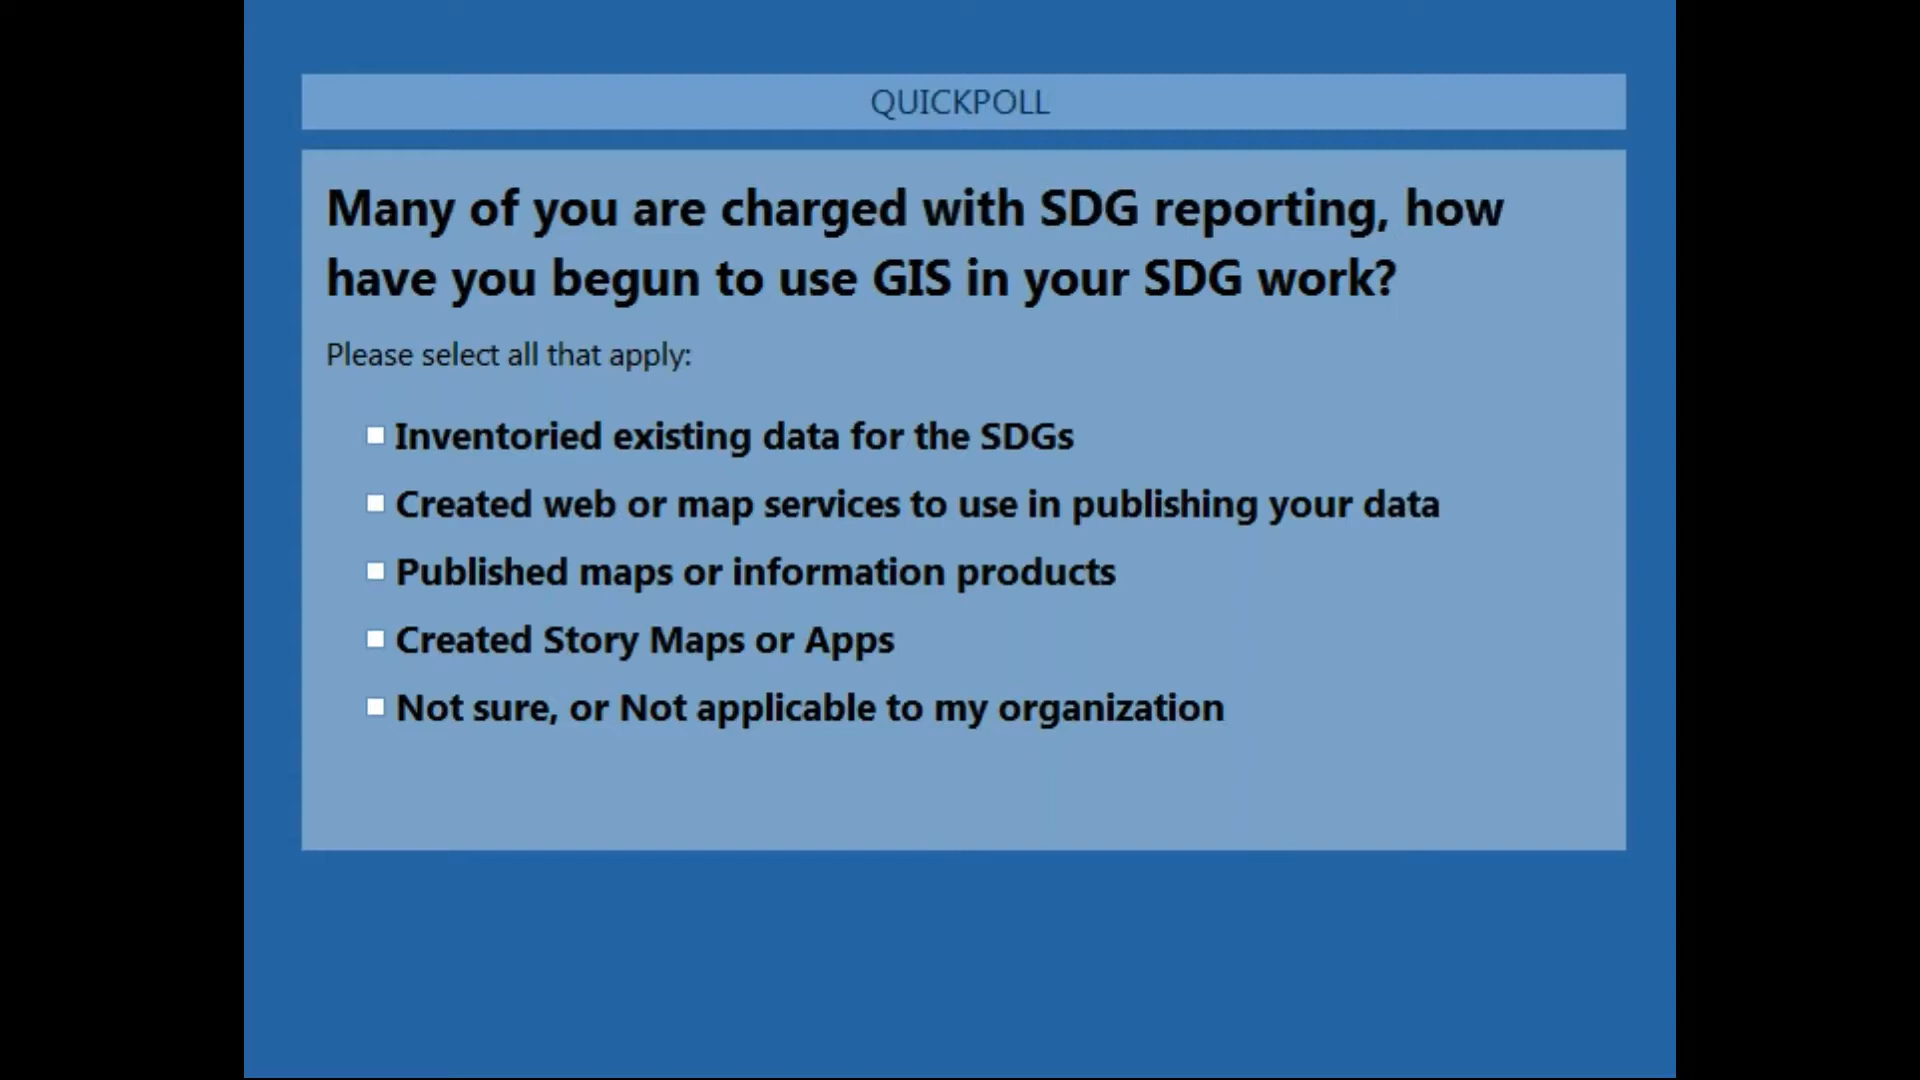 QUICKPOLL
Many of you are charged with SDG reporting, how
have you begun to use GIS in your SDG work?
Please select all that apply:
Inventoried existing data for the SDGs
Created web or map services to use in publishing your data
Published maps or information products
Created Story Maps or Apps
Not sure, or Not applicable to my organization